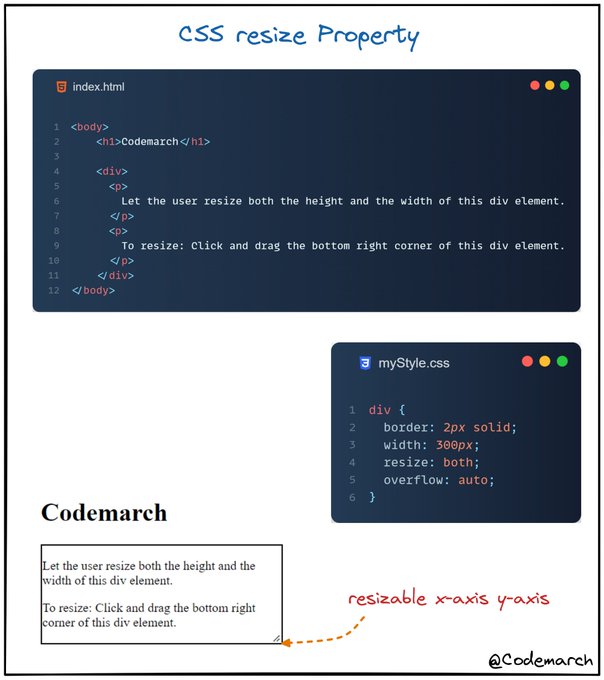 CSS resize Property
index.html
1 <body>
2 <h1>Codemarch</h1>
3
4 <div>
5 <p>
6 Let the user resize both the height and the width of this div element.
7 </p>
8 <p>
9 To resize: Click and drag the bottom right corner of this div element.
10 </p>
11 </div>
12 </body>
myStyle.css
1 div {
2 border: 2px solid;
3 width: 300px;
4 resize: both;
5 overflow: auto;
6 }
Codemarch
Let the user resize both the height and the
width of this div element.
To resize: Click and drag the bottom right
corner of this div element.
resizable x-axis y-axis
@Codemarch